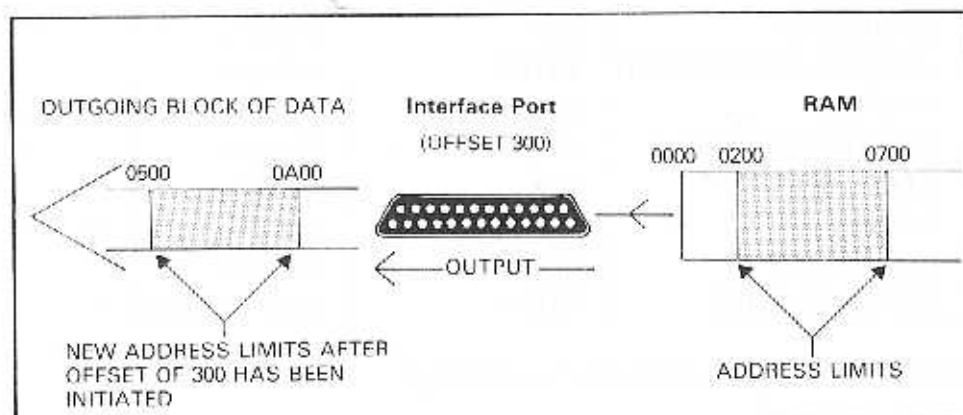 OUTGOING BLOCK OF DATA
Interface Port
(OFFSET 300)
RAM
0500
0A00
0000
0200
0700
OUTPUT
NEW ADDRESS LIMITS AFTER
OFFSET OF 300 HAS BEEN
INITIATED
ADDRESS LIMITS